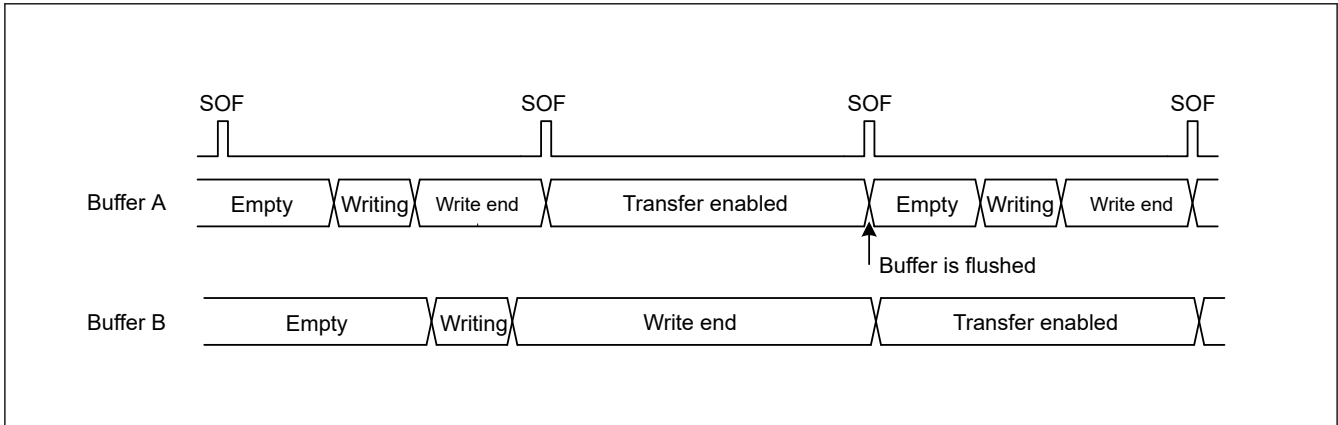 SOF SOF SOF SOF
Buffer A Empty Writing Write end Transfer enabled Empty Writing Write end
Buffer is flushed
Buffer B Empty Writing Write end Transfer enabled